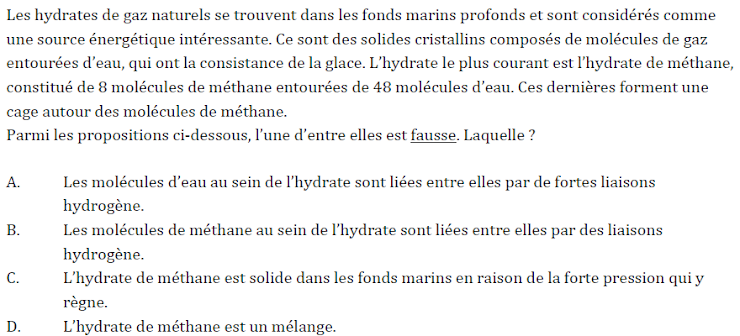 Les hydrates de gaz naturels se trouvent dans les fonds marins profonds et sont considérés comme
une source énergétique intéressante. Ce sont des solides cristallins composés de molécules de gaz
entourées d’eau, qui ont la consistance de la glace. L’hydrate le plus courant est l’hydrate de méthane,
constitué de 8 molécules de méthane entourées de 48 molécules d’eau. Ces dernières forment une
cage autour des molécules de méthane.
Parmi les propositions ci-dessous, l’une d’entre elles est fausse. Laquelle ?
A. Les molécules d’eau au sein de l’hydrate sont liées entre elles par de fortes liaisons
hydrogène.
B. Les molécules de méthane au sein de l’hydrate sont liées entre elles par des liaisons
hydrogène.
C. L’hydrate de méthane est solide dans les fonds marins en raison de la forte pression qui y
règne.
D. L’hydrate de méthane est un mélange.